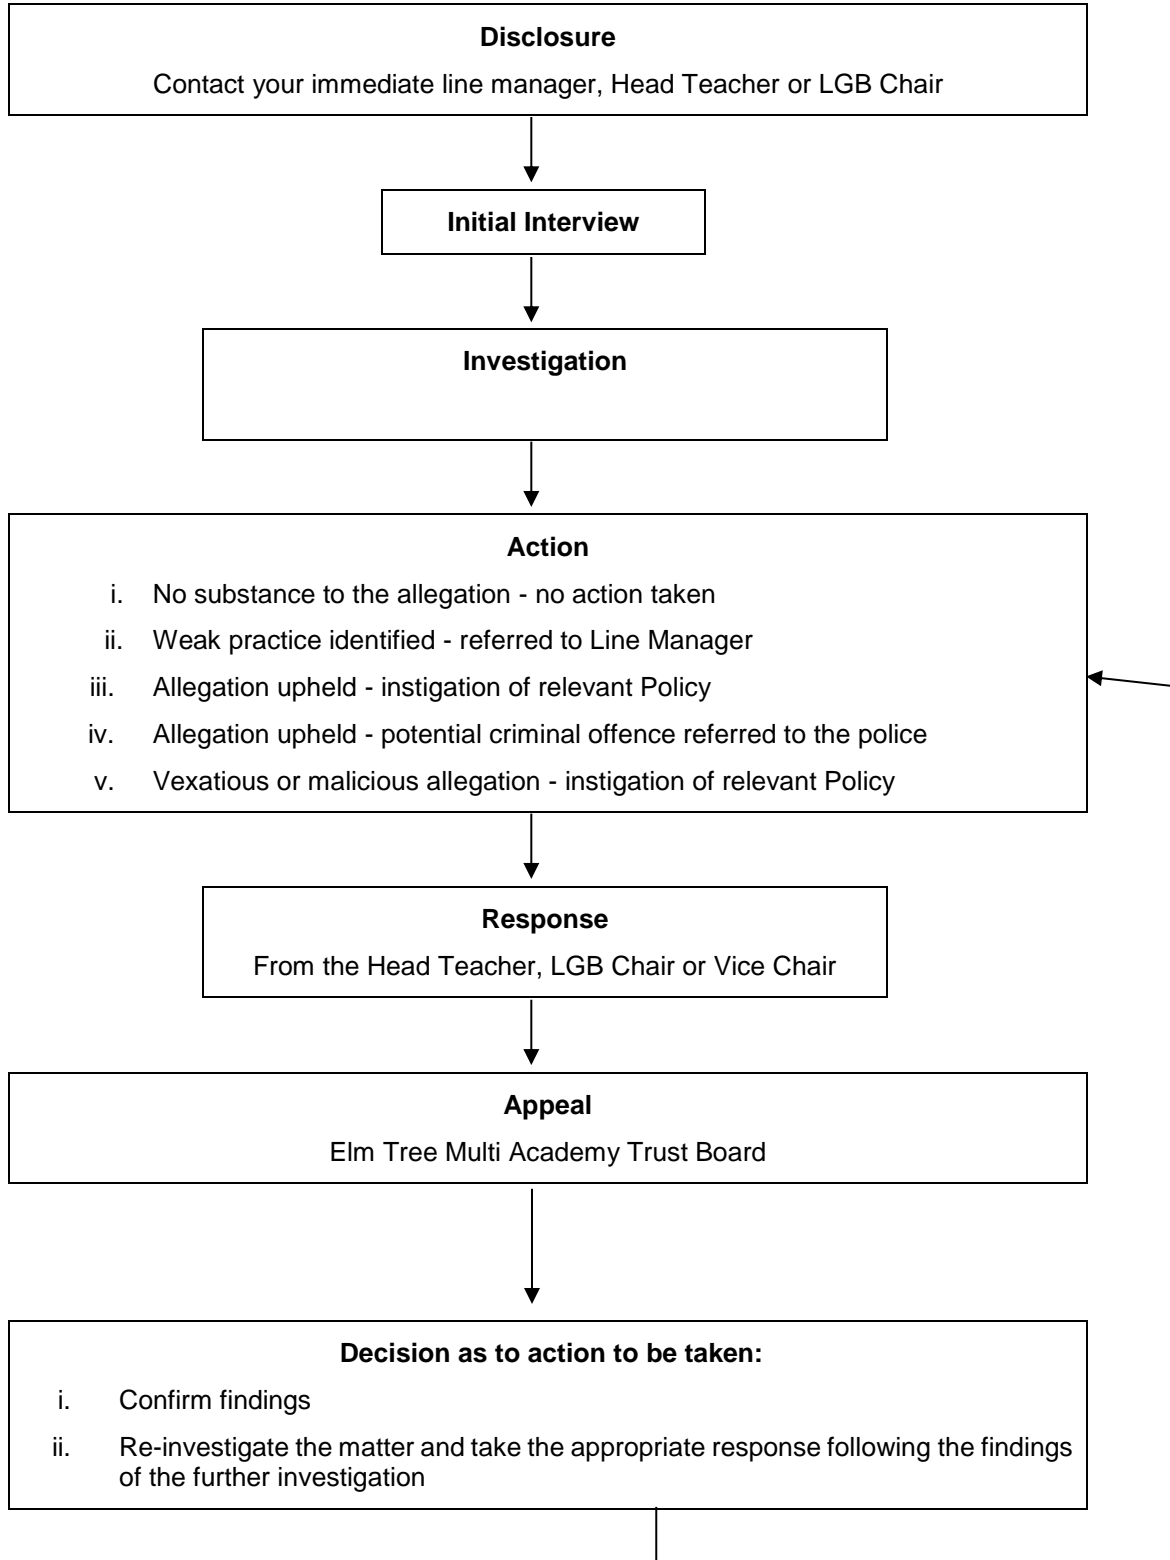 Disclosure
Contact your immediate line manager, Head Teacher or LGB Chair
Initial Interview
Investigation
Action
i. No substance to the allegation - no action taken
ii. Weak practice identified - referred to Line Manager
iii. Allegation upheld - instigation of relevant Policy
iv. Allegation upheld - potential criminal offence referred to the police
v. Vexatious or malicious allegation - instigation of relevant Policy
Response
From the Head Teacher, LGB Chair or Vice Chair
Appeal
Elm Tree Multi Academy Trust Board
Decision as to action to be taken:
i. Confirm findings
ii. Re-investigate the matter and take the appropriate response following the findings
of the further investigation